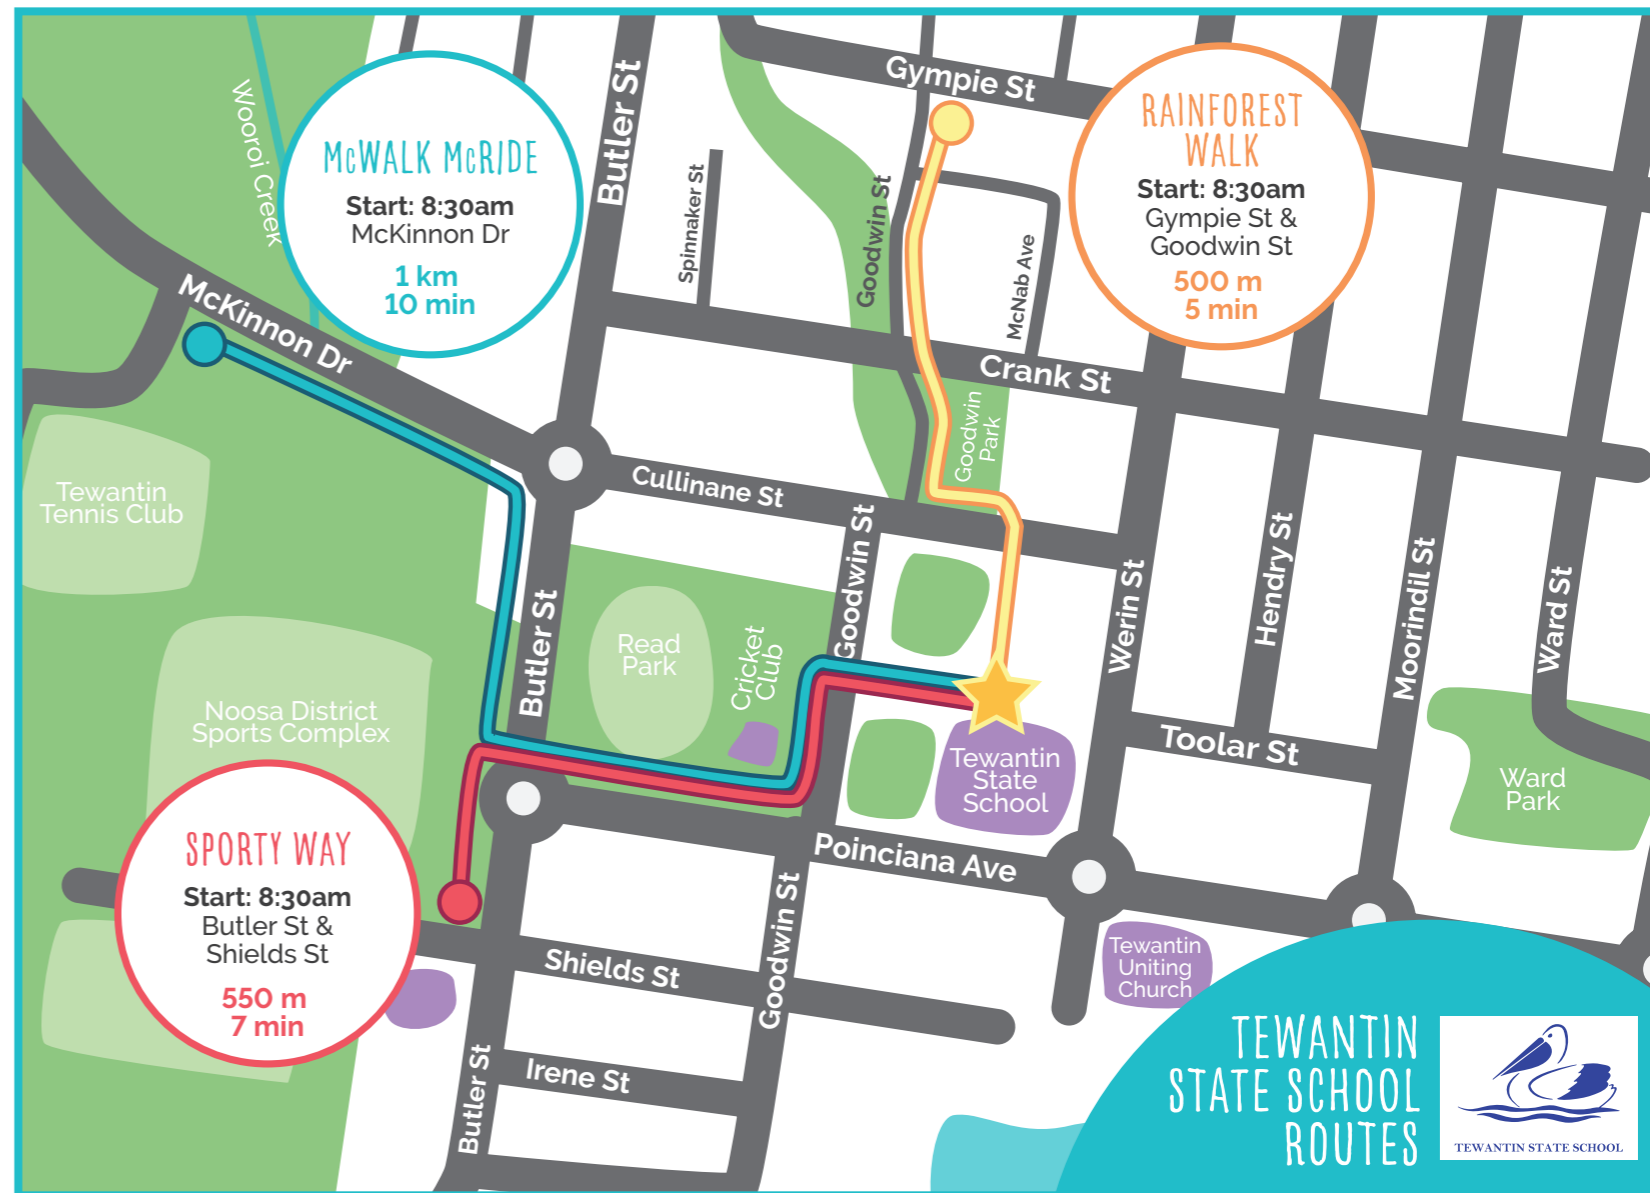 McWALK McRIDE
Start: 8:30am
McKinnon Dr
1 km
10 min
RAINFOREST
WALK
Start: 8:30am
Gympie St &
Goodwin St
500 m
5 min
SPORTY WAY
Start: 8:30am
Butler St &
Shields St
550 m
7 min
Wooroi Creek
Butler St
Gympie St
Spinnaker St
Goodwin St
McNab Ave
McKinnon Dr
Crank St
Goodwin
Park
Tewantin
Tennis Club
Cullinane St
Goodwin St
Werin St
Hendry St
Moorindil St
Ward St
Butler St
Read
Park
Cricket
Club
Noosa District
Sports Complex
Tewantin
State
School
Toolar St
Ward
Park
Poinciana Ave
Goodwin St
Shields St
Tewantin
Uniting
Church
Butler St
Irene St
TEWANTIN
STATE SCHOOL
ROUTES
TEWANTIN STATE SCHOOL